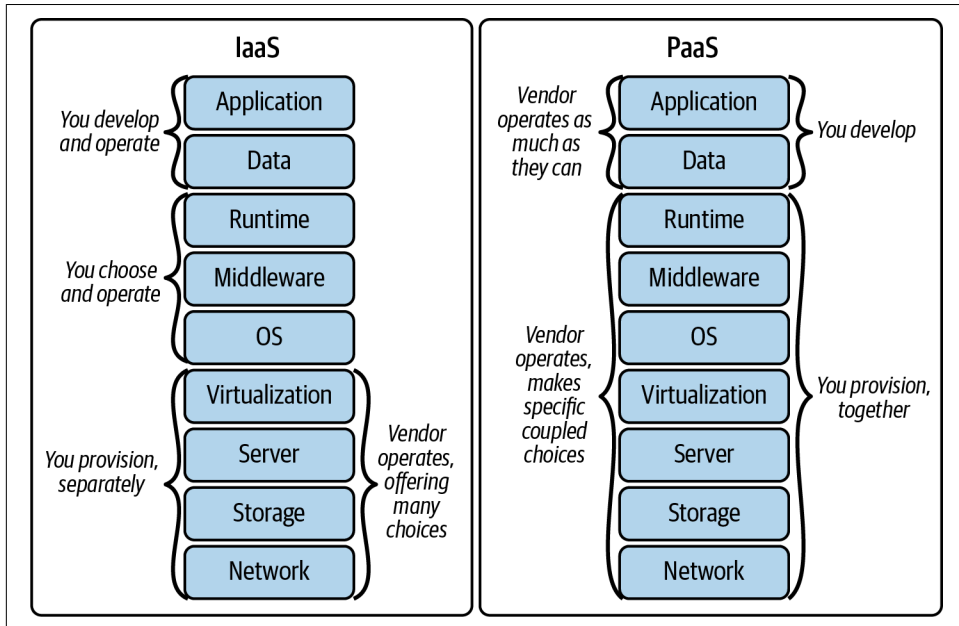 IaaS
You develop
and operate
Application
Data
You choose
and operate
Runtime
Middleware
OS
You provision,
separately
Virtualization
Server
Storage
Network
Vendor
operates,
offering
many
choices
PaaS
Vendor
operates as
much as
they can
Application
Data
You develop
Vendor
operates,
makes
specific
coupled
choices
Runtime
Middleware
OS
Virtualization
Server
Storage
Network
You provision,
together